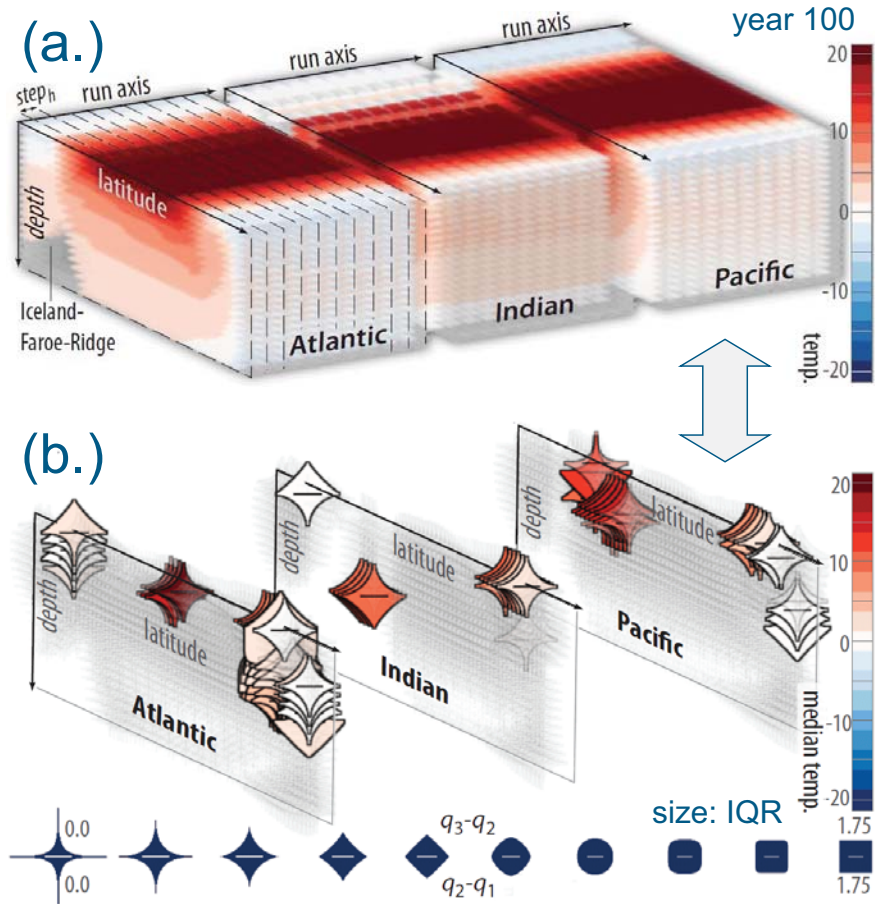 (a.)
year 100
run axis
run axis
run axis
step h
latitude
depth
Iceland-
Faroe-Ridge
Atlantic
Indian
Pacific
20
10
0
-10
-20
temp.
(b.)
depth
latitude
Atlantic
depth
latitude
Indian
depth
latitude
Pacific
20
10
0
-10
-20
median temp.
size: IQR
0.0
q3-q2
1.75
0.0
q2-q1
1.75